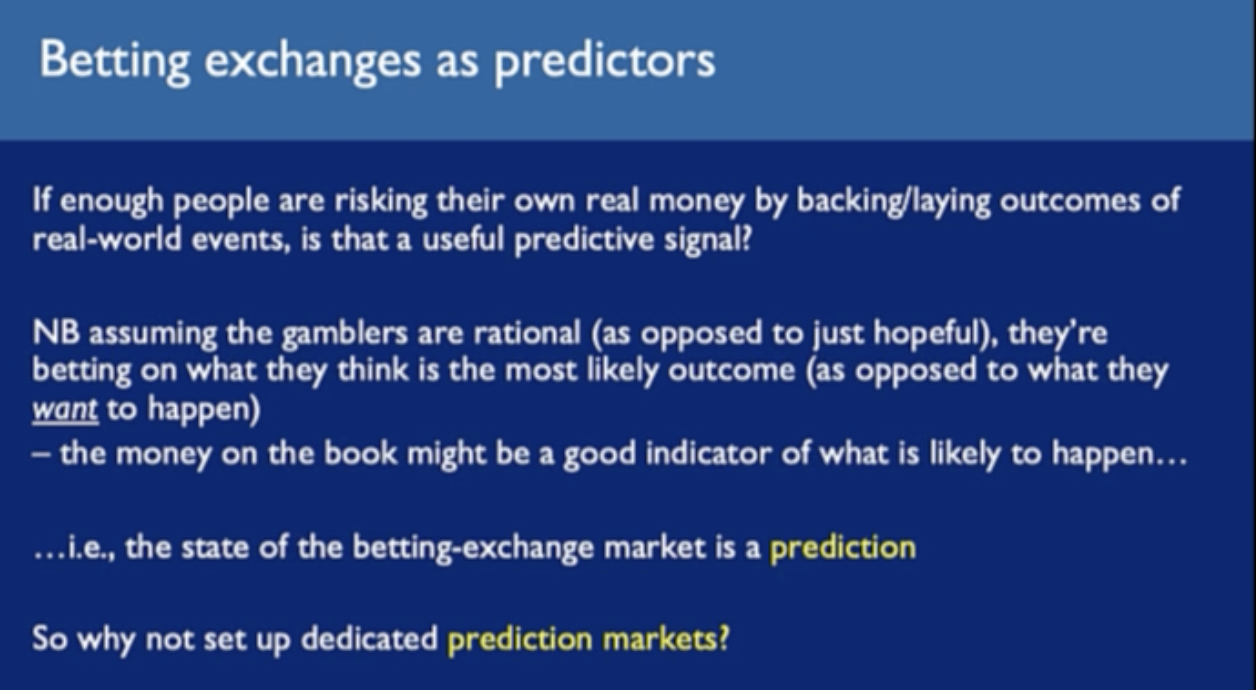 Betting exchanges as predictors
If enough people are risking their own real money by backing/laying outcomes of
real-world events, is that a useful predictive signal?
NB assuming the gamblers are rational (as opposed to just hopeful), they're
betting on what they think is the most likely outcome (as opposed to what they
want to happen)
– the money on the book might be a good indicator of what is likely to happen…
…i.e., the state of the betting-exchange market is a prediction
So why not set up dedicated prediction markets?